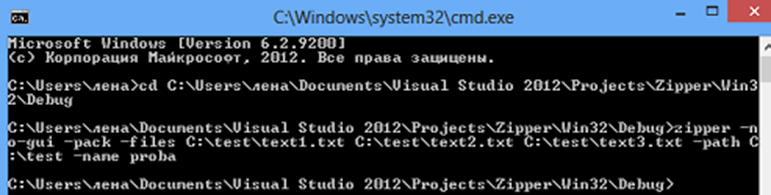 C:\Windows\system32\cmd.exe
Microsoft Windows [Version 6.2.9200]
(c) Корпорация Майкрософт, 2012. Все права защищены.
C:\Users\лена>cd C:\Users\лена\Documents\Visual Studio 2012\Projects\Zipper\Win3
2\Debug
C:\Users\лена\Documents\Visual Studio 2012\Projects\Zipper\Win32\Debug>zipper -n
o-gui -pack -files C:\test\text1.txt C:\test\text2.txt C:\test\text3.txt -path C
:\test -name proba
C:\Users\лена\Documents\Visual Studio 2012\Projects\Zipper\Win32\Debug>